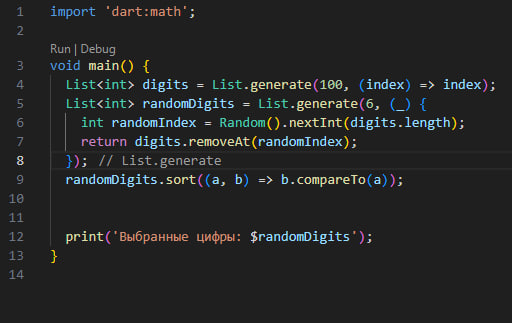 1 import 'dart:math';
2
Run | Debug
3 void main() {
4   List<int> digits = List.generate(100, (index) => index);
5   List<int> randomDigits = List.generate(6, (_) {
6     int randomIndex = Random().nextInt(digits.length);
7     return digits.removeAt(randomIndex);
8   }); // List.generate
9   randomDigits.sort((a, b) => b.compareTo(a));
10
11
12   print('Выбранные цифры: $randomDigits');
13 }
14